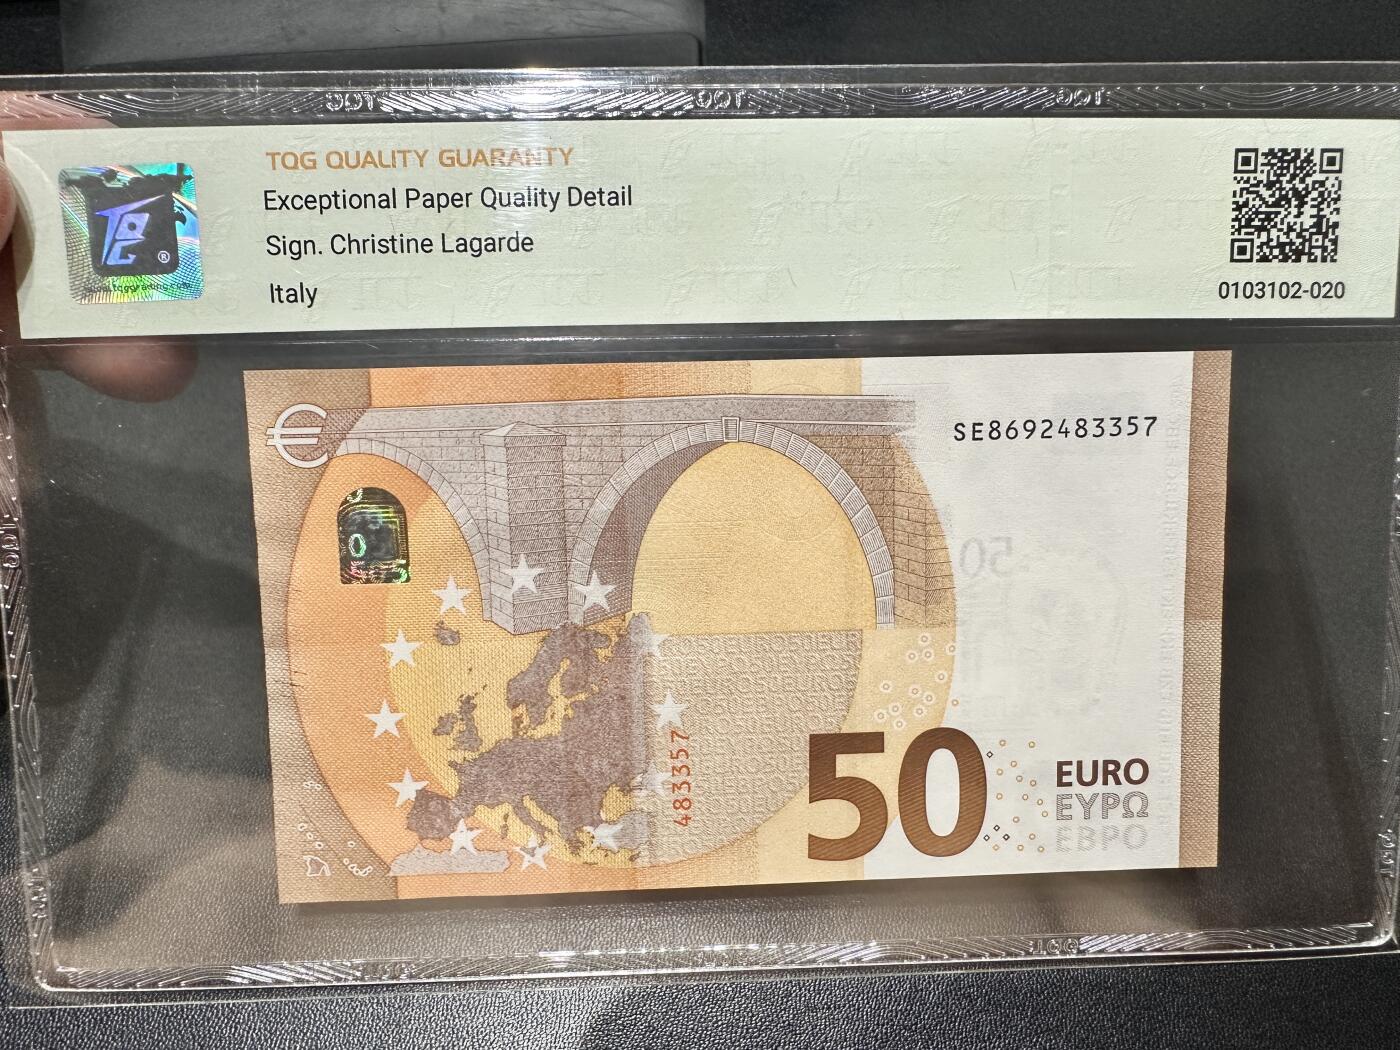 TQG QUALITY GUARANTY
Exceptional Paper Quality Detail
Sign. Christine Lagarde
Italy
®
0103102-020
€
SE8692483357
483357
50
EURO
ΕΥΡΩ
ЕВРО